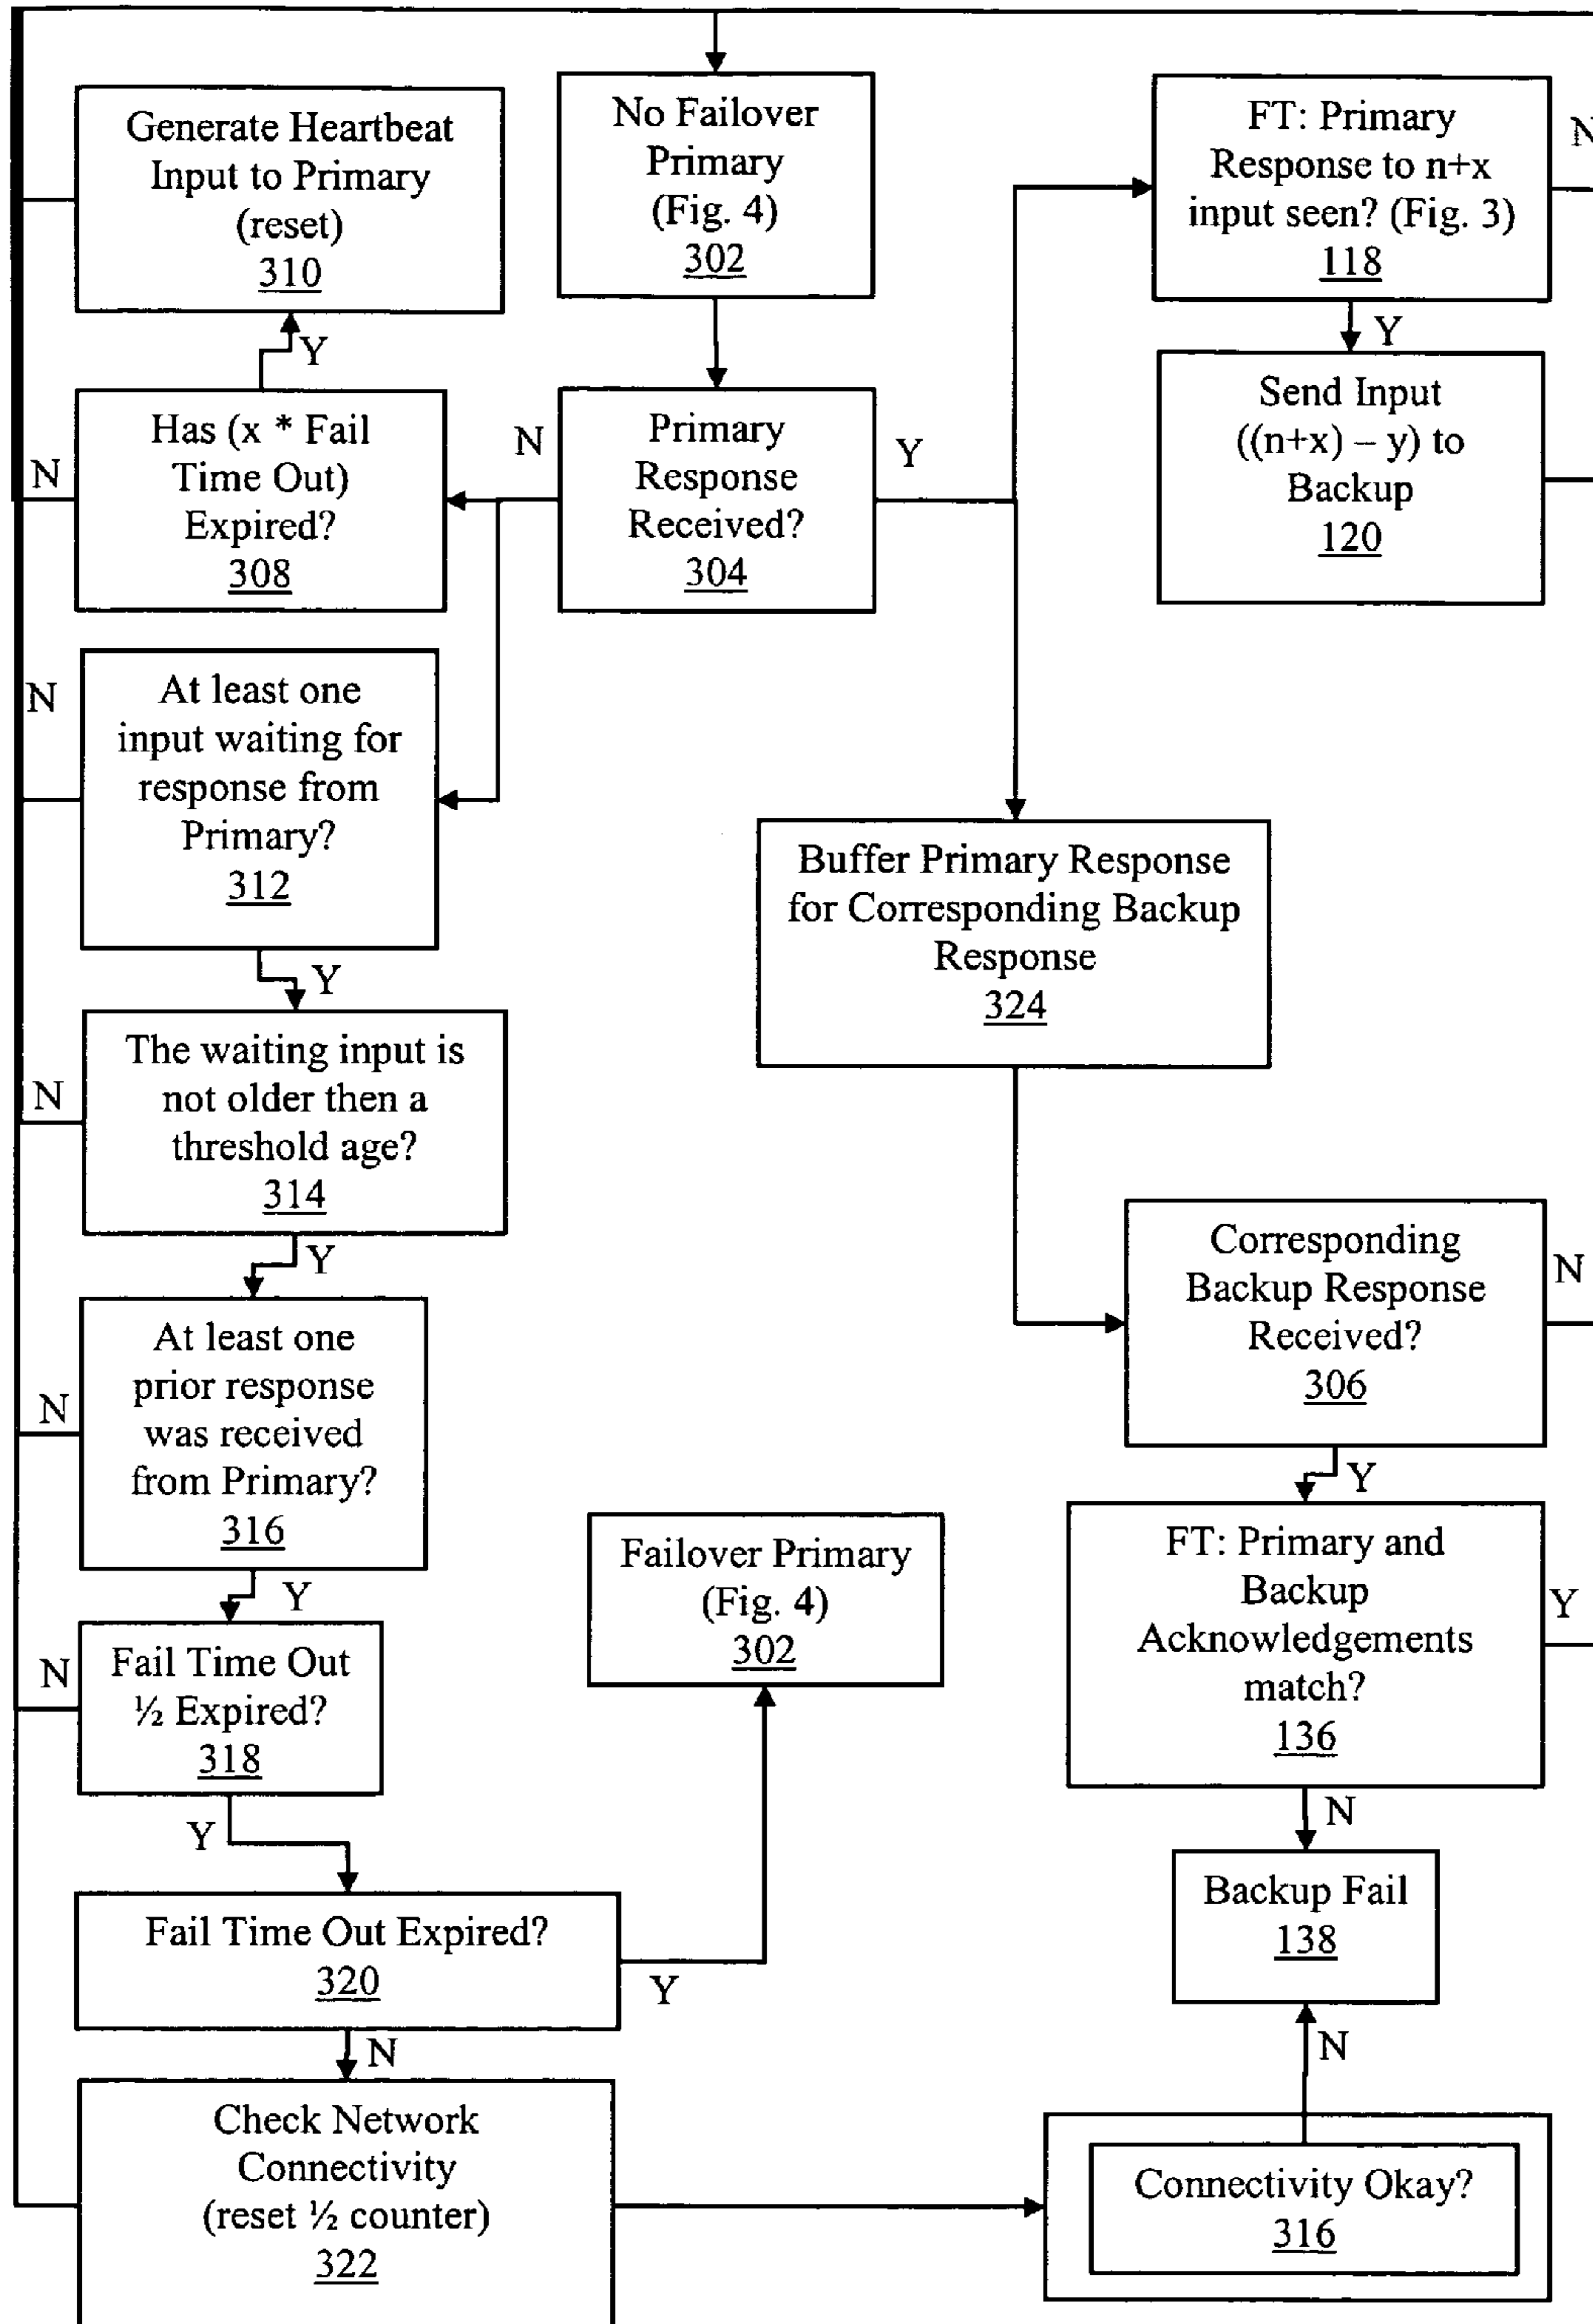 Generate Heartbeat
Input to Primary
(reset)
310
No Failover
Primary
(Fig. 4)
302
FT: Primary
Response to n+x
input seen? (Fig. 3)
118
N
Y
Y
Has (x * Fail
Time Out)
Expired?
308
N
N
Primary
Response
Received?
304
Y
Send Input
((n+x) – y) to
Backup
120
At least one
input waiting for
response from
Primary?
312
N
Y
Buffer Primary Response
for Corresponding Backup
Response
324
The waiting input is
not older then a
threshold age?
314
N
Y
Corresponding
Backup Response
Received?
306
N
Y
At least one
prior response
was received
from Primary?
316
N
Y
Failover Primary
(Fig. 4)
302
FT: Primary and
Backup
Acknowledgements
match?
136
Y
N
Fail Time Out
½ Expired?
318
N
Y
Backup Fail
138
Fail Time Out Expired?
320
Y
N
N
Check Network
Connectivity
(reset ½ counter)
322
Connectivity Okay?
316